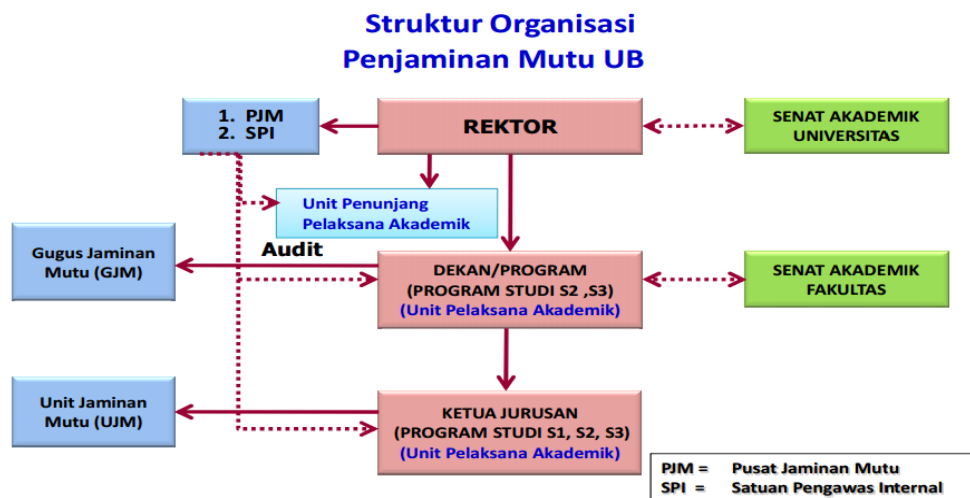 Struktur Organisasi
Penjaminan Mutu UB
1. PJM
2. SPI
REKTOR
SENAT AKADEMIK
UNIVERSITAS
Unit Penunjang
Pelaksana Akademik
Audit
Gugus Jaminan
Mutu (GJM)
DEKAN/PROGRAM
(PROGRAM STUDI S2 ,S3)
(Unit Pelaksana Akademik)
SENAT AKADEMIK
FAKULTAS
Unit Jaminan
Mutu (UJM)
KETUA JURUSAN
(PROGRAM STUDI S1, S2, S3)
(Unit Pelaksana Akademik)
PJM = Pusat Jaminan Mutu
SPI = Satuan Pengawas Internal